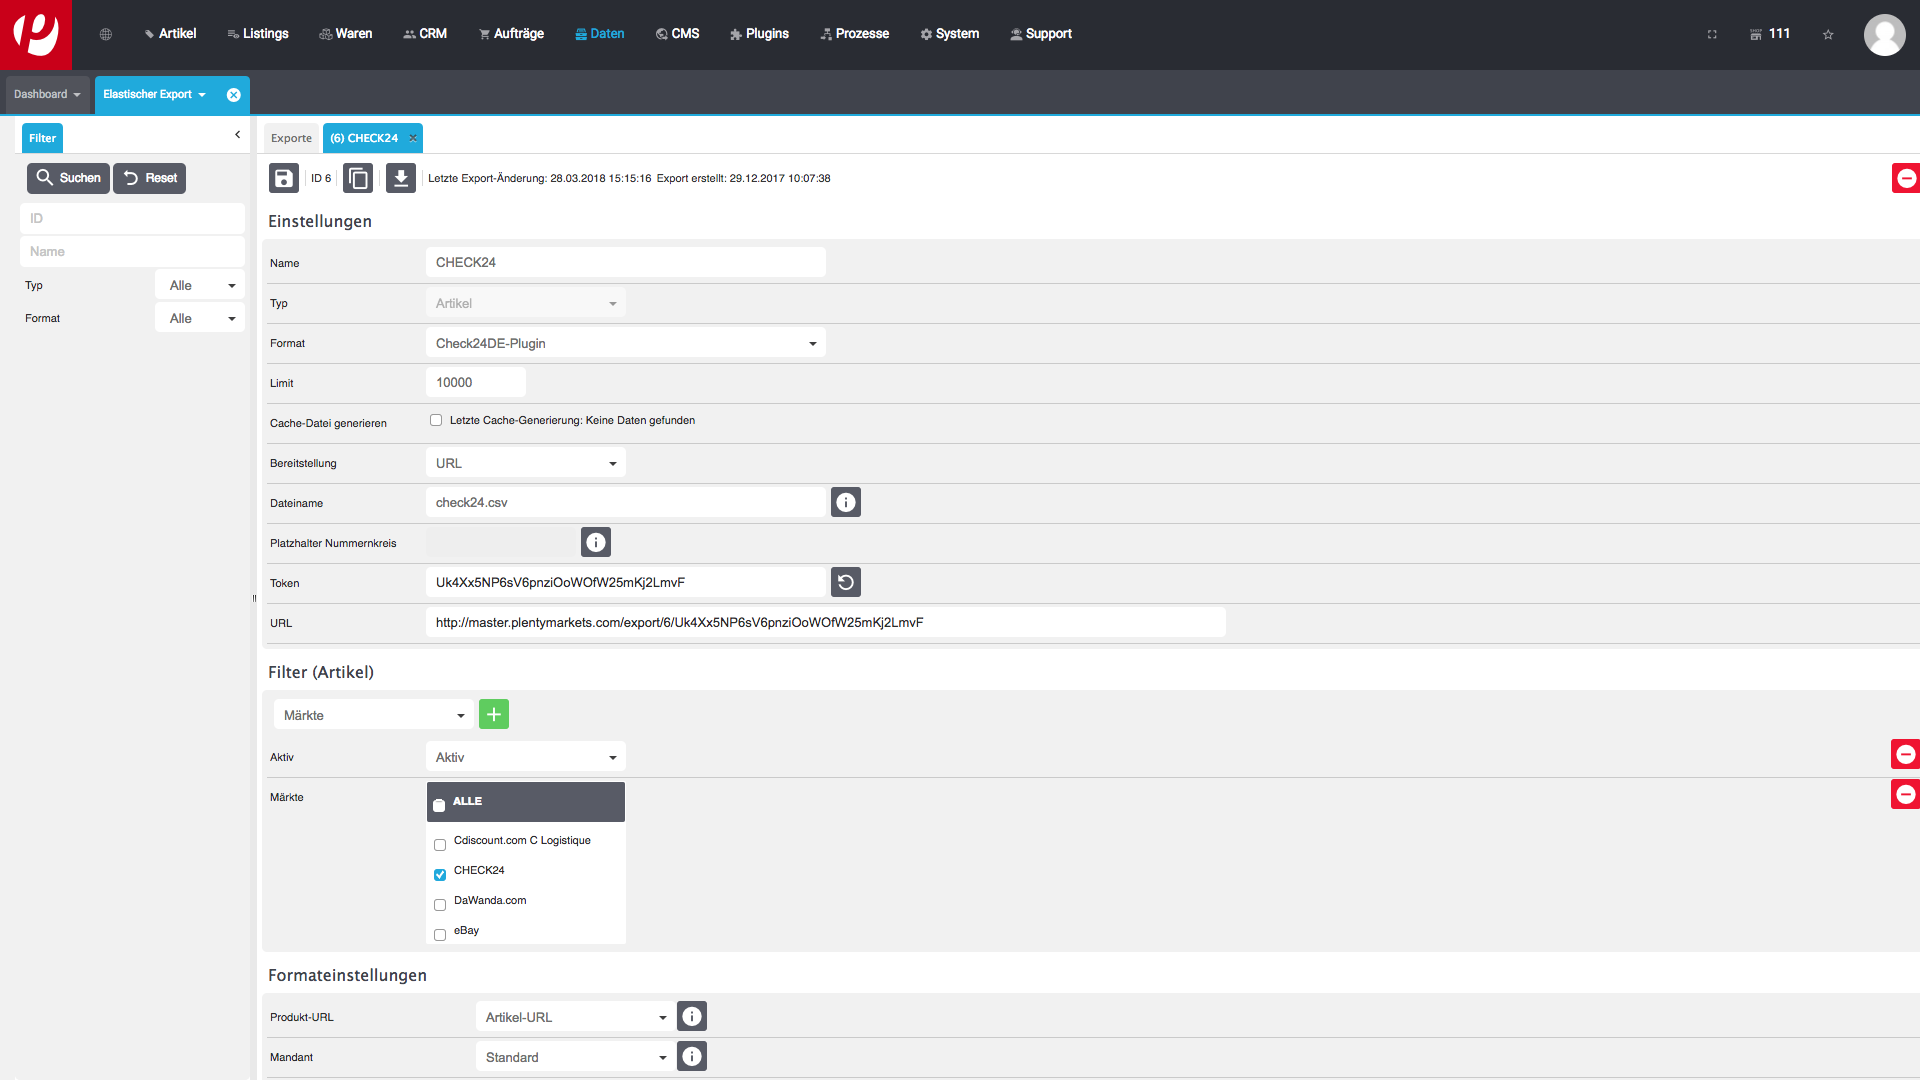 Artikel Listings Waren CRM Aufträge Daten CMS Plugins Prozesse System Support 111
Dashboard Elastischer Export
Filter
Suchen Reset
ID
Name
Typ Alle
Format Alle
Exporte (6) CHECK24
ID 6 Letzte Export-Änderung: 28.03.2018 15:15:16 Export erstellt: 29.12.2017 10:07:38
Einstellungen
Name CHECK24
Typ Artikel
Format Check24DE-Plugin
Limit 10000
Cache-Datei generieren Letzte Cache-Generierung: Keine Daten gefunden
Bereitstellung URL
Dateiname check24.csv
Platzhalter Nummernkreis
Token Uk4Xx5NP6sV6pnziOoWOfW25mKj2LmvF
URL http://master.plentymarkets.com/export/6/Uk4Xx5NP6sV6pnziOoWOfW25mKj2LmvF
Filter (Artikel)
Märkte
Aktiv Aktiv
Märkte ALLE
Cdiscount.com C Logistique
CHECK24
DaWanda.com
eBay
Formateinstellungen
Produkt-URL Artikel-URL
Mandant Standard